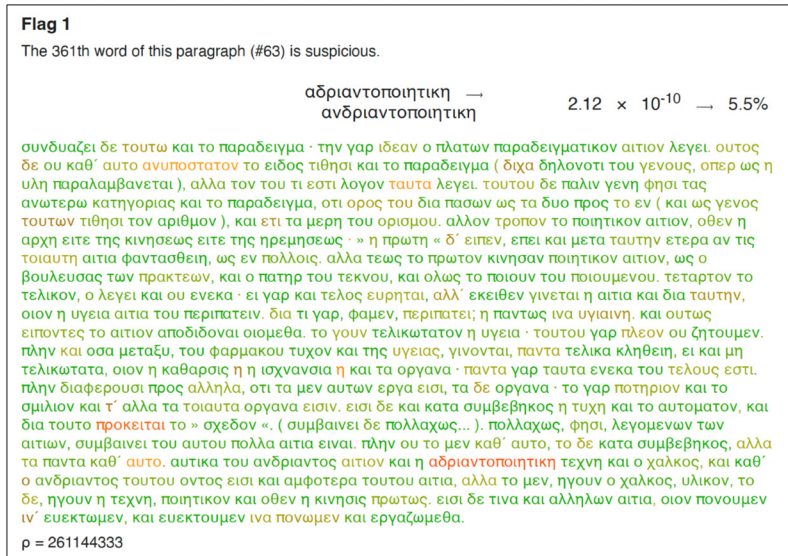 Flag 1
The 361th word of this paragraph (#63) is suspicious.
αδριαντοποιητικη → 
ανδριαντοποιητικη
2.12 × 10⁻¹⁰ → 5.5%
συνδυαζει δε τουτω και το παραδειγμα · την γαρ ιδεαν ο πλατων παραδειγματικον αιτιον λεγει. ουτος
δε ου καθ´ αυτο ανυποστατον το ειδος τιθησι και το παραδειγμα ( διχα δηλονοτι του γενους, οπερ ως η
υλη παραλαμβανεται ), αλλα τον του τι εστι λογον ταυτα λεγει. τουτου δε παλιν γενη φησι τας
ανωτερω κατηγοριας και το παραδειγμα, οτι ορος του δια πασων ως τα δυο προς το εν ( και ως γενος
τουτων τιθησι τον αριθμον ), και ετι τα μερη του ορισμου. αλλον τροπον το ποιητικον αιτιον, οθεν η
αρχη ειτε της κινησεως ειτε της ηρεμησεως · » η πρωτη « δ´ ειπεν, επει και μετα ταυτην ετερα αν τις
τοιαυτη αιτια φαντασθειη, ως εν πολλοις. αλλα τεως το πρωτον κινησαν ποιητικον αιτιον, ως ο
βουλευσας των πρακτεων, και ο πατηρ του τεκνου, και ολως το ποιουν του ποιουμενου. τεταρτον το
τελικον, ο λεγει και ου ενεκα · ει γαρ και τελος ευρηται, αλλ´ εκειθεν γινεται η αιτια και δια ταυτην,
οιον η υγεια αιτια του περιπατειν. δια τι γαρ, φαμεν, περιπατει; η παντως ινα υγιαινη. και ουτως
ειποντες το αιτιον αποδιδοναι οιομεθα. το γουν τελικωτατον η υγεια · τουτου γαρ πλεον ου ζητουμεν.
πλην και οσα μεταξυ, του φαρμακου τυχον και της υγειας, γινονται, παντα τελικα κληθειη, ει και μη
τελικωτατα, οιον η καθαρσις η η ισχνανσια η και τα οργανα · παντα γαρ ταυτα ενεκα του τελους εστι.
πλην διαφερουσι προς αλληλα, οτι τα μεν αυτων εργα εισι, τα δε οργανα · το γαρ ποτηριον και το
σμιλιον και τ´ αλλα τα τοιαυτα οργανα εισιν. εισι δε και κατα συμβεβηκος η τυχη και το αυτοματον, και
δια τουτο προκειται το » σχεδον «. ( συμβαινει δε πολλαχως... ). πολλαχως, φησι, λεγομενων των
αιτιων, συμβαινει του αυτου πολλα αιτια ειναι. πλην ου το μεν καθ´ αυτο, το δε κατα συμβεβηκος, αλλα
τα παντα καθ´ αυτο. αυτικα του ανδριαντος αιτιον και η αδριαντοποιητικη τεχνη και ο χαλκος, και καθ´
ο ανδριαντος τουτου οντος εισι και αμφοτερα τουτου αιτια, αλλα το μεν, ηγουν ο χαλκος, υλικον, το
δε, ηγουν η τεχνη, ποιητικον και οθεν η κινησις πρωτως. εισι δε τινα και αλληλων αιτια, οιον πονουμεν
ιν´ ευεκτωμεν, και ευεκτουμεν ινα πονωμεν και εργαζωμεθα.
ρ = 261144333